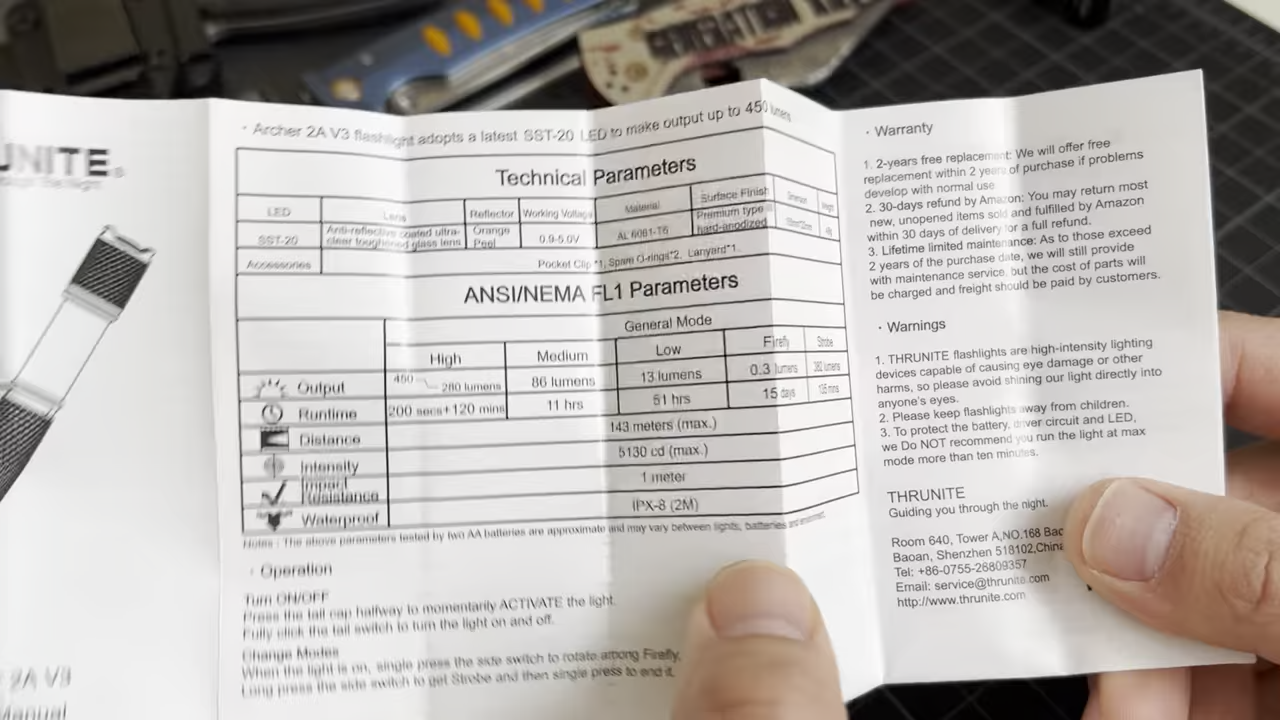 UNITE
2A V3
Manual
· Archer 2A V3 flashlight adopts a latest SST-20 LED to make output up to 450 lumens
Technical Parameters
LED Lens Reflector Working Voltage Material Surface Finish
SST-20 Anti-reflective coated ultra-clear toughened glass lens Orange Peel 0.9-5.0V AL 6061-T6 Premium type III hard-anodized
Accessories Pocket Clip *1, Spare O-rings*2, Lanyard*1
ANSI/NEMA FL1 Parameters
General Mode
High Medium Low Firefly Strobe
Output 450 280 lumens 86 lumens 13 lumens 0.3 lumens lumens
Runtime 200 secs+120 mins 11 hrs 51 hrs 15 days mins
Distance 143 meters (max.)
Intensity 5130 cd (max.)
Impact Resistance 1 meter
Waterproof IPX-8 (2M)
Notes : The above parameters tested by two AA batteries are approximate and may vary between lights, batteries and
· Operation
Turn ON/OFF
Press the tail cap halfway to momentarily ACTIVATE the light.
Fully click the tail switch to turn the light on and off.
Change Modes
When the light is on, single press the side switch to rotate among Firefly,
Long press the side switch to get Strobe and then single press to end it,
· Warranty
1. 2-years free replacement: We will offer free
replacement within 2 years of purchase if problems
develop with normal use
2. 30-days refund by Amazon: You may return most
new, unopened items sold and fulfilled by Amazon
within 30 days of delivery for a full refund.
3. Lifetime limited maintenance: As to those exceed
2 years of the purchase date, we will still provide
with maintenance service, but the cost of parts will
be charged and freight should be paid by customers.
· Warnings
1. THRUNITE flashlights are high-intensity lighting
devices capable of causing eye damage or other
harms, so please avoid shining our light directly into
anyone's eyes.
2. Please keep flashlights away from children.
3. To protect the battery, driver circuit and LED,
we Do NOT recommend you run the light at max
mode more than ten minutes.
THRUNITE
Guiding you through the night.
Room 640, Tower A,NO.168 Bao
Baoan, Shenzhen 518102,China
Tel: +86-0755-26809357
Email: service@thrunite.com
http://www.thrunite.com